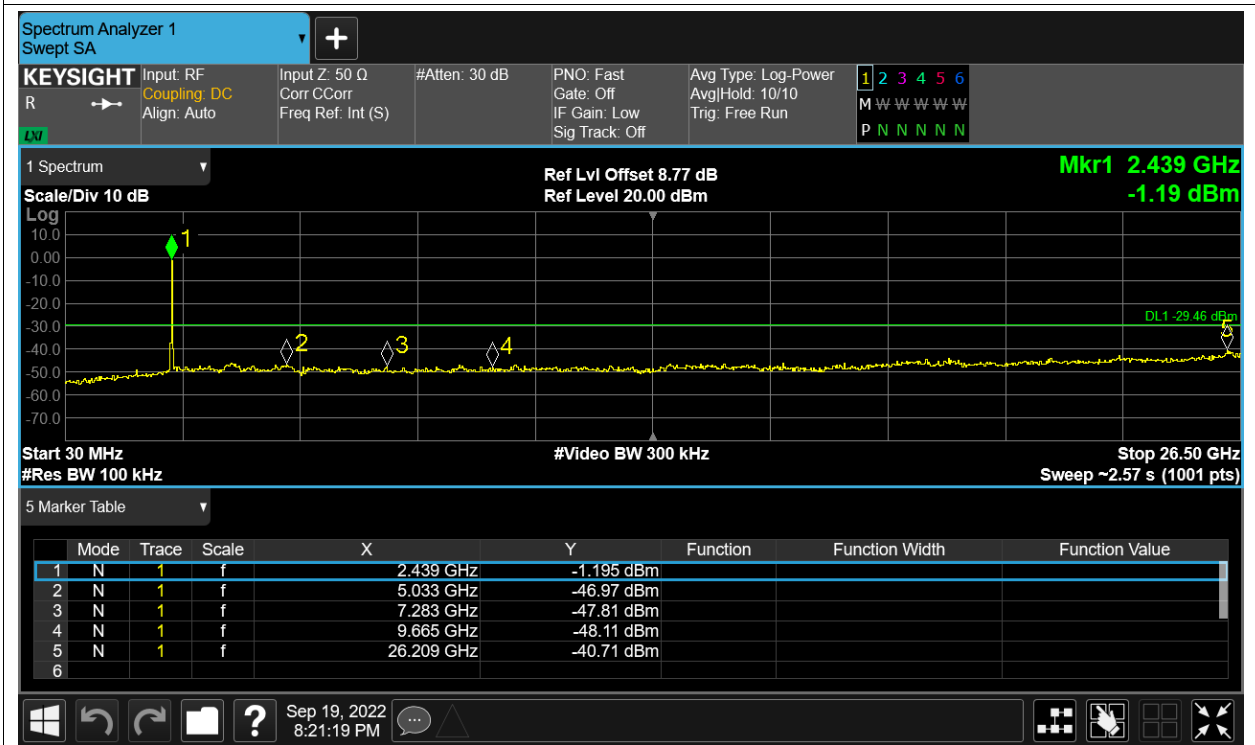 Spectrum Analyzer 1
Swept SA
KEYSIGHT Input: RF Input Z: 50 Ω #Atten: 30 dB PNO: Fast Avg Type: Log-Power 1 2 3 4 5 6
R Coupling: DC Corr CCorr Gate: Off Avg|Hold: 10/10 M W W W W W W
Align: Auto Freq Ref: Int (S) IF Gain: Low Trig: Free Run
LXI Sig Track: Off P N N N N N N
1 Spectrum Ref Lvl Offset 8.77 dB Mkr1 2.439 GHz
Scale/Div 10 dB Ref Level 20.00 dBm -1.19 dBm
Log
10.0 1
0.00
-10.0
-20.0
DL1 -29.46 dBm
-30.0
2 3 4 5
-40.0
-50.0
-60.0
-70.0
Start 30 MHz #Video BW 300 kHz Stop 26.50 GHz
#Res BW 100 kHz Sweep ~2.57 s (1001 pts)
5 Marker Table
Mode Trace Scale X Y Function Function Width Function Value
1 N 1 f 2.439 GHz -1.195 dBm
2 N 1 f 5.033 GHz -46.97 dBm
3 N 1 f 7.283 GHz -47.81 dBm
4 N 1 f 9.665 GHz -48.11 dBm
5 N 1 f 26.209 GHz -40.71 dBm
6
? Sep 19, 2022
8:21:19 PM